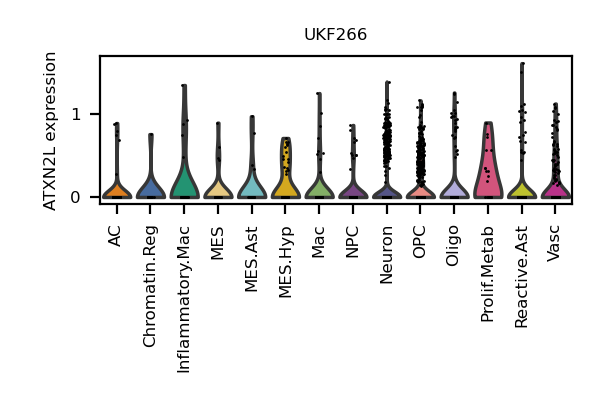 UKF266
ATXN2L expression
1
0
AC
Chromatin.Reg
Inflammatory.Mac
MES
MES.Ast
MES.Hyp
Mac
NPC
Neuron
OPC
Oligo
Prolif.Metab
Reactive.Ast
Vasc